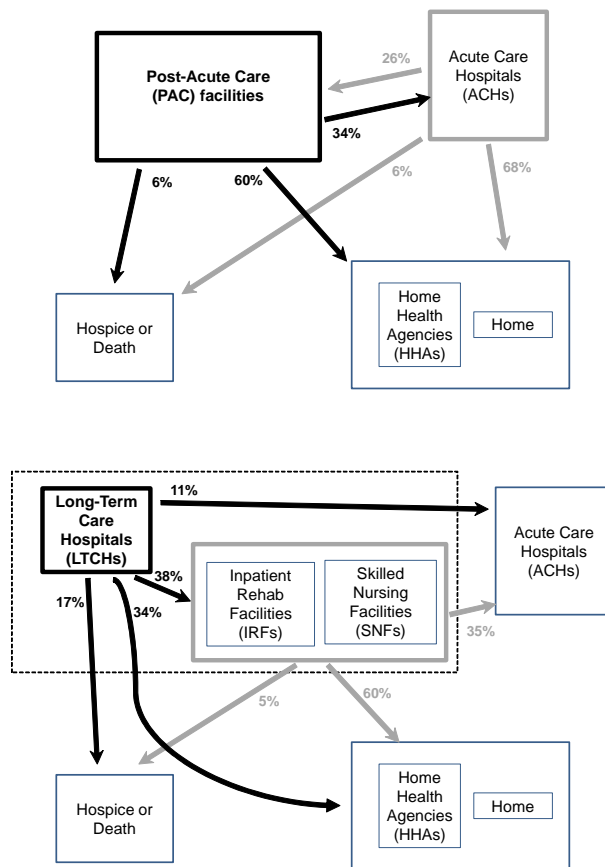 Post-Acute Care
(PAC) facilities
26%
Acute Care
Hospitals
(ACHs)
34%
6%
60%
6%
68%
Hospice or
Death
Home
Health
Agencies
(HHAs)
Home
Long-Term
Care
Hospitals
(LTCHs)
11%
Acute Care
Hospitals
(ACHs)
38%
Inpatient
Rehab
Facilities
(IRFs)
Skilled
Nursing
Facilities
(SNFs)
17%
34%
35%
5%
60%
Hospice or
Death
Home
Health
Agencies
(HHAs)
Home